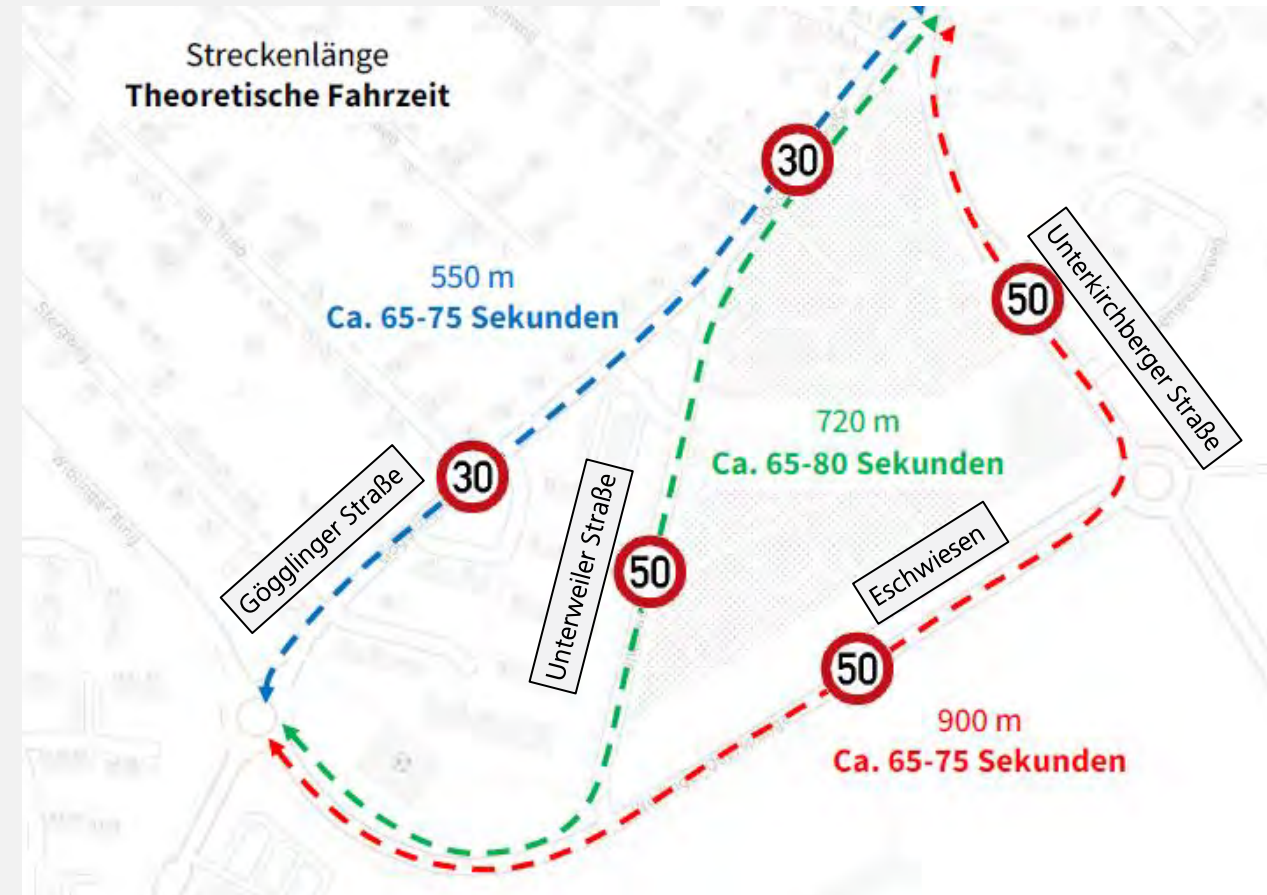 Streckenlänge
Theoretische Fahrzeit
30
550 m
Ca. 65-75 Sekunden
50
Unterkirchberger Straße
720 m
Ca. 65-80 Sekunden
30
Gögglinger Straße
Unterweiler Straße
50
Eschwiesen
50
900 m
Ca. 65-75 Sekunden